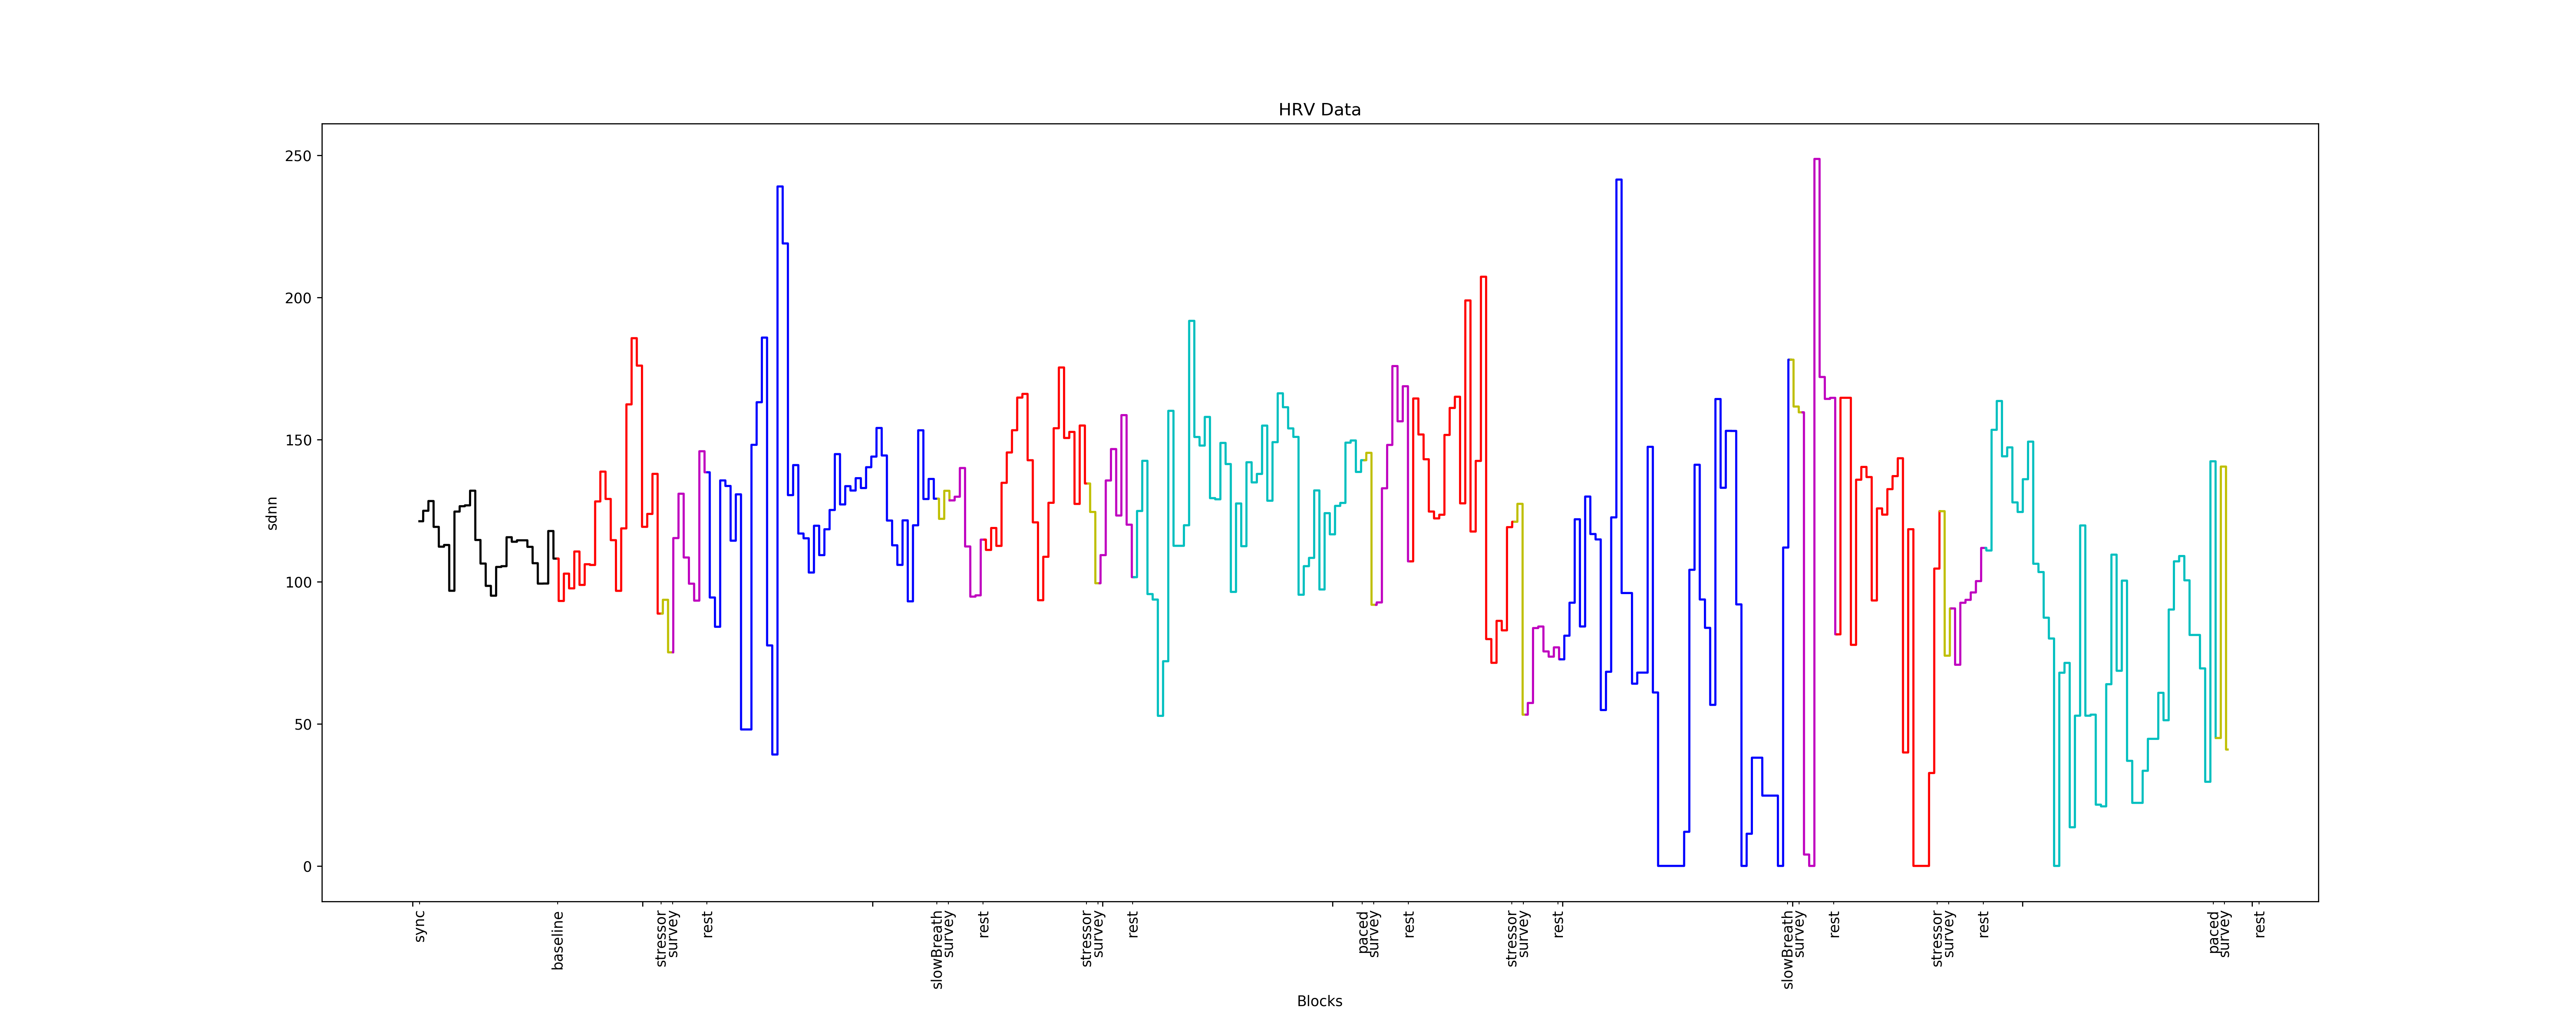 HRV Data
250
200
150
100
50
0
sdnn
sync
baseline
stressor
survey
rest
slowBreath
survey
rest
stressor
survey
rest
paced
survey
rest
stressor
survey
rest
slowBreath
survey
rest
stressor
survey
rest
paced
survey
rest
Blocks